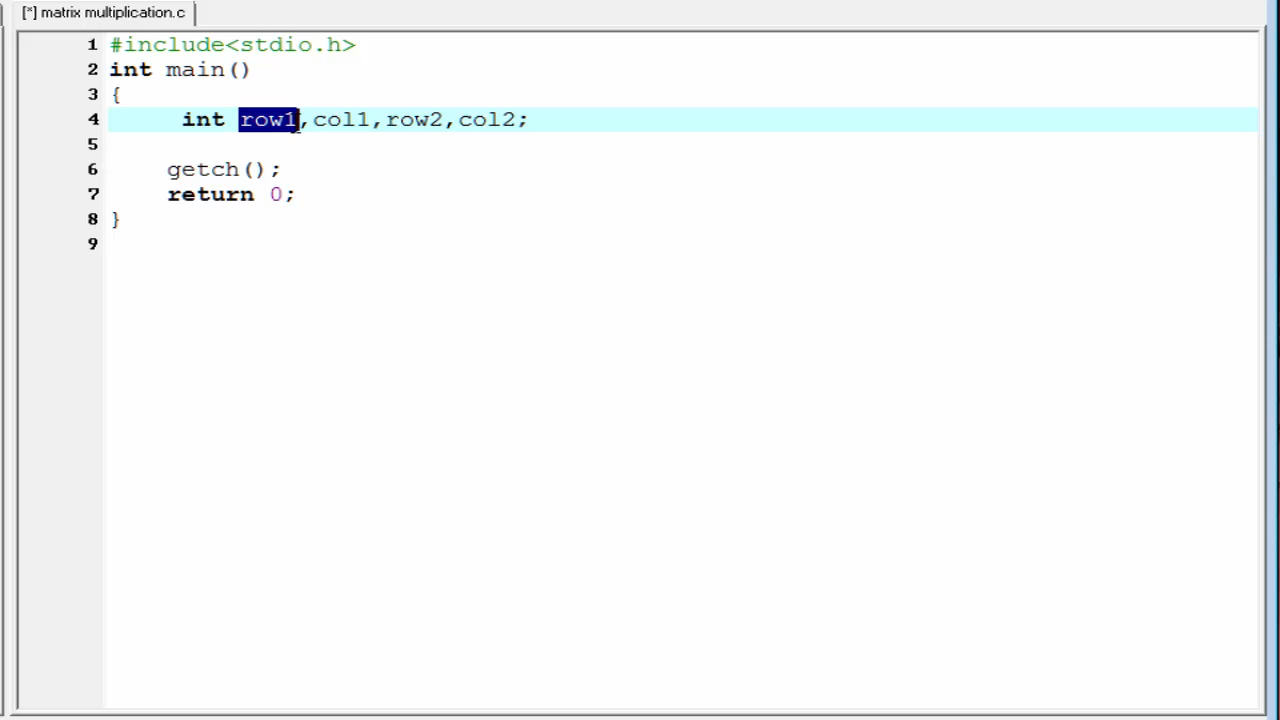 [*] matrix multiplication.c
1 #include<stdio.h>
2 int main()
3 {
4 int row1,col1,row2,col2;
5
6 getch();
7 return 0;
8 }
9